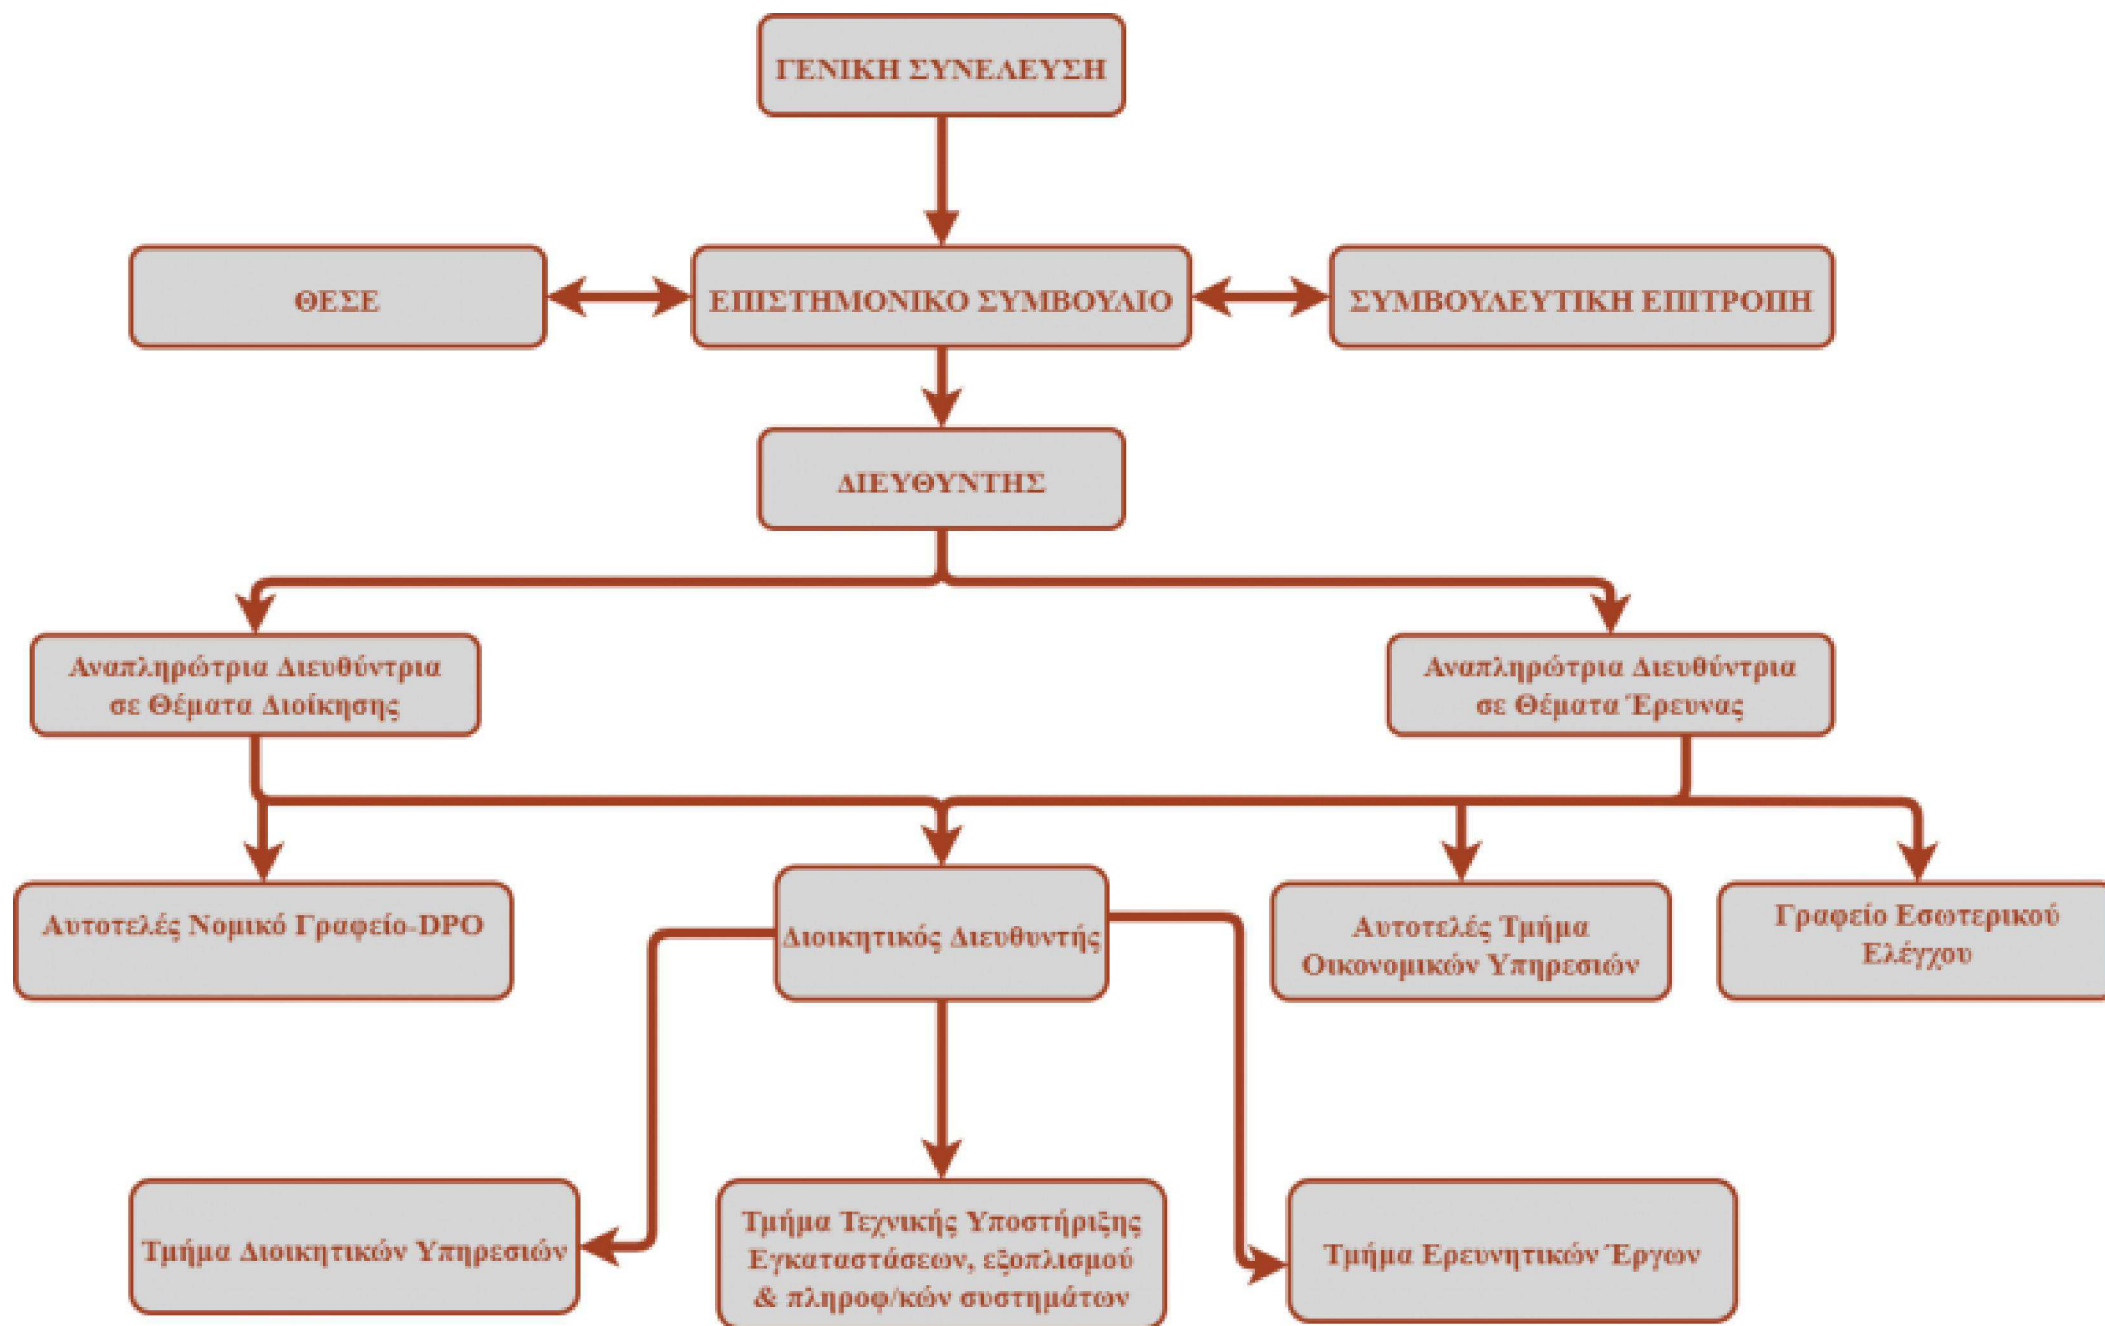 ΓΕΝΙΚΗ ΣΥΝΕΛΕΥΣΗ
ΘΕΣΕ
ΕΠΙΣΤΗΜΟΝΙΚΟ ΣΥΜΒΟΥΛΙΟ
ΣΥΜΒΟΥΛΕΥΤΙΚΗ ΕΠΙΤΡΟΠΗ
ΔΙΕΥΘΥΝΤΗΣ
Αναπληρώτρια Διευθύντρια
σε Θέματα Διοίκησης
Αναπληρώτρια Διευθύντρια
σε Θέματα Έρευνας
Αυτοτελές Νομικό Γραφείο-DPO
Διοικητικός Διευθυντής
Αυτοτελές Τμήμα
Οικονομικών Υπηρεσιών
Γραφείο Εσωτερικού
Ελέγχου
Τμήμα Διοικητικών Υπηρεσιών
Τμήμα Τεχνικής Υποστήριξης
Εγκαταστάσεων, εξοπλισμού
& πληροφ/κών συστημάτων
Τμήμα Ερευνητικών Έργων